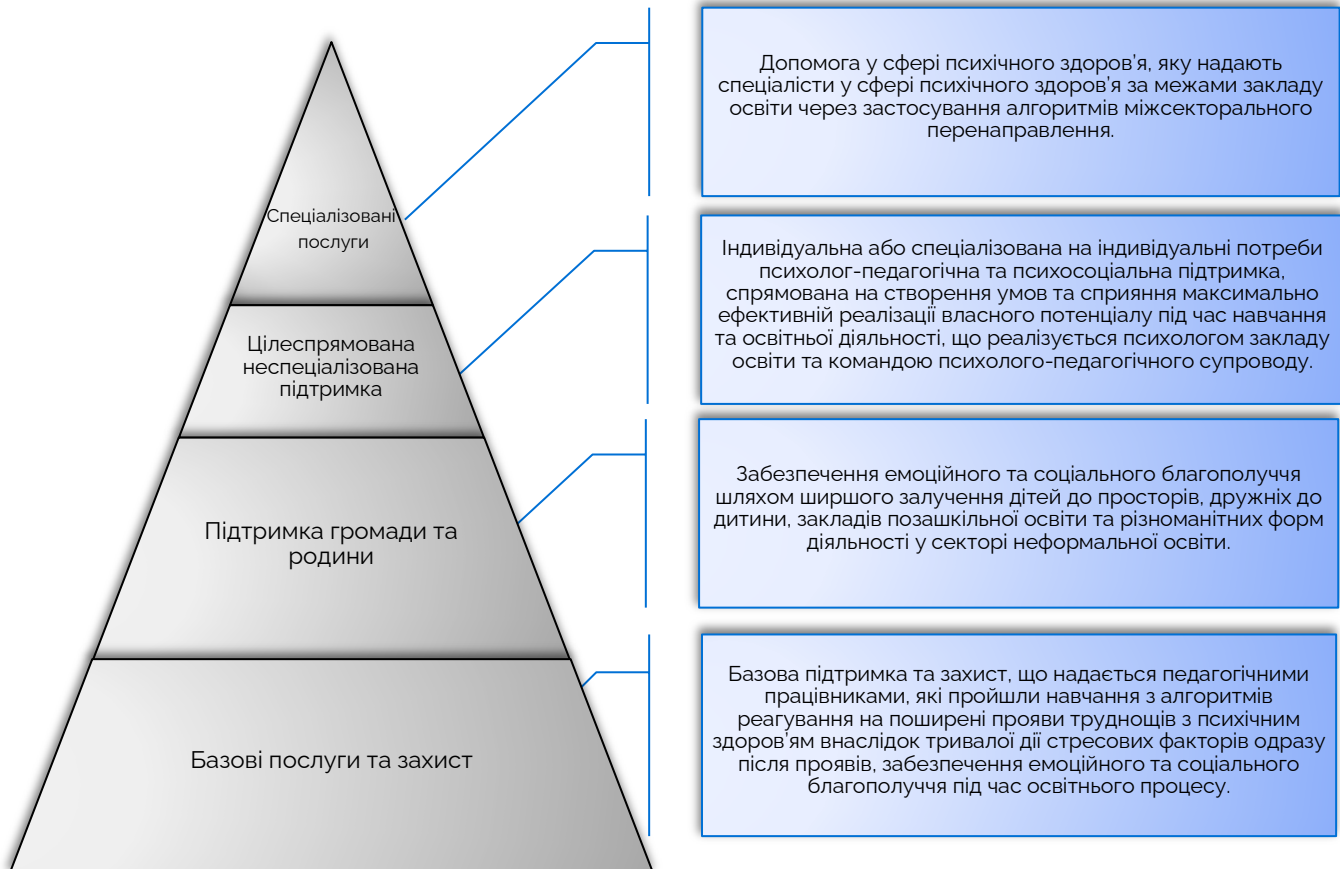 Спеціалізовані
послуги
Допомога у сфері психічного здоров’я, яку надають
спеціалісти у сфері психічного здоров’я за межами закладу
освіти через застосування алгоритмів міжсекторального
перенаправлення.
Цілеспрямована
неспеціалізована
підтримка
Індивідуальна або спеціалізована на індивідуальні потреби
психолог-педагогічна та психосоціальна підтримка,
спрямована на створення умов та сприяння максимально
ефективній реалізації власного потенціалу під час навчання
та освітньої діяльності, що реалізується психологом закладу
освіти та командою психолого-педагогічного супроводу.
Підтримка громади та
родини
Забезпечення емоційного та соціального благополуччя
шляхом ширшого залучення дітей до просторів, дружніх до
дитини, закладів позашкільної освіти та різноманітних форм
діяльності у секторі неформальної освіти.
Базові послуги та захист
Базова підтримка та захист, що надається педагогічними
працівниками, які пройшли навчання з алгоритмів
реагування на поширені прояви труднощів з психічним
здоров’ям внаслідок тривалої дії стресових факторів одразу
після проявів, забезпечення емоційного та соціального
благополуччя під час освітнього процесу.